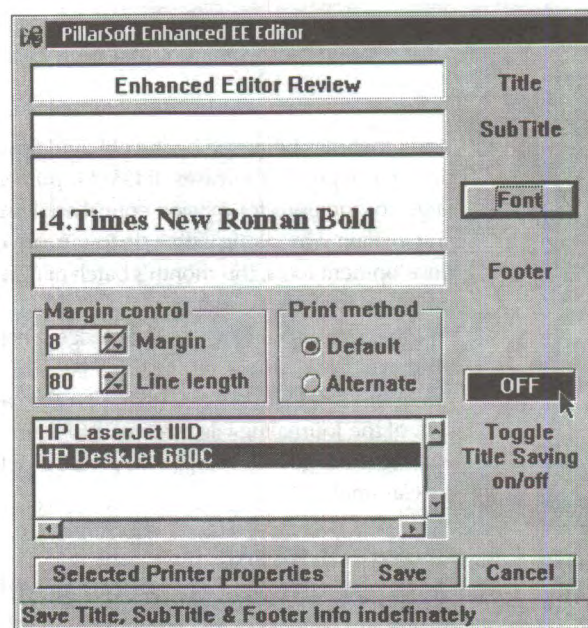 PillarSoft Enhanced EE Editor
Enhanced Editor Review
Title
SubTitle
14.Times New Roman Bold
Font
Footer
Margin control
8 Margin
80 Line length
Print method
Default
Alternate
OFF
Toggle
Title Saving
on/off
HP LaserJet IIID
HP DeskJet 680C
Selected Printer properties
Save
Cancel
Save Title, SubTitle & Footer Info indefinately